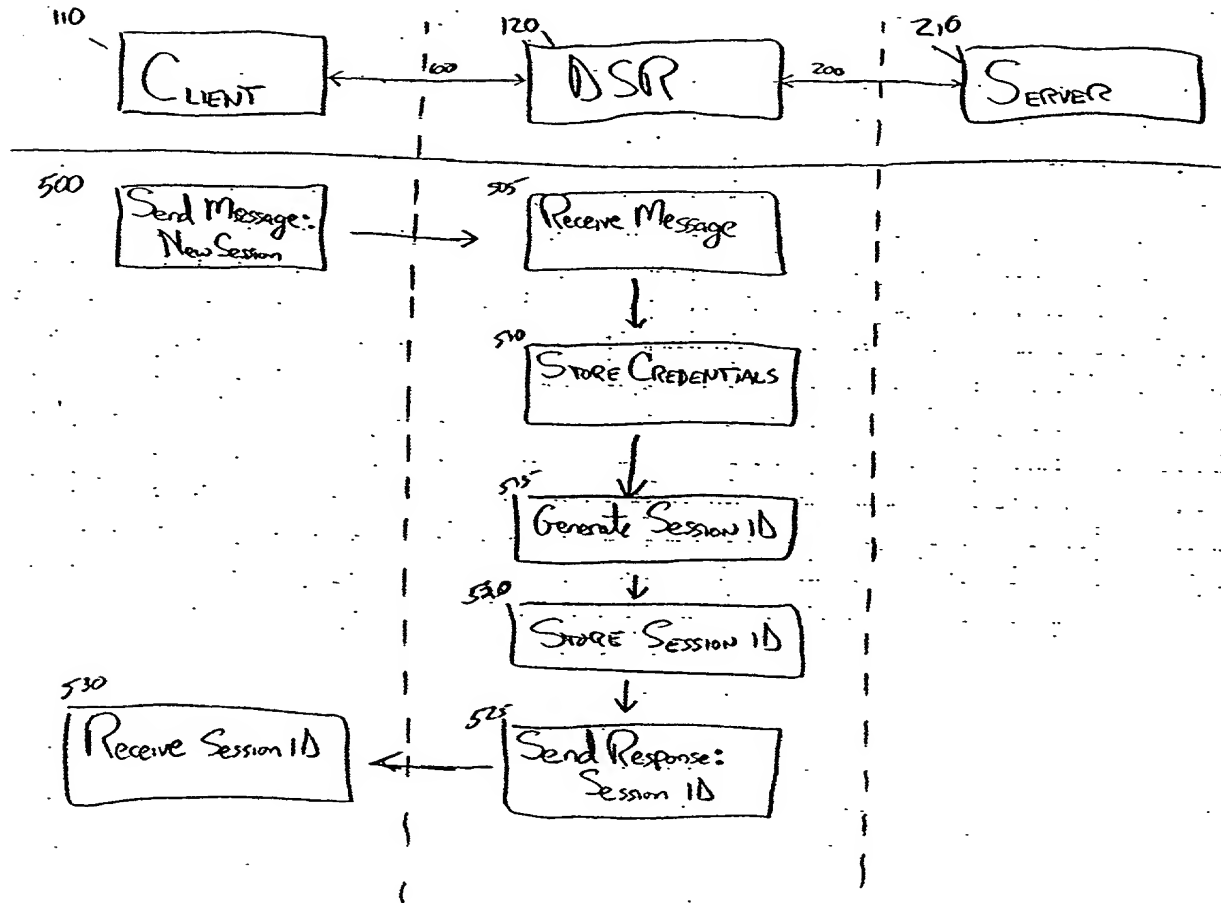 110
120
210
CLIENT
100
DSR
200
SERVER
500
Send Message:
New Session
505
Receive Message
510
STORE CREDENTIALS
515
Generate Session ID
520
STORE SESSION ID
530
Receive Session ID
525
Send Response:
Session ID